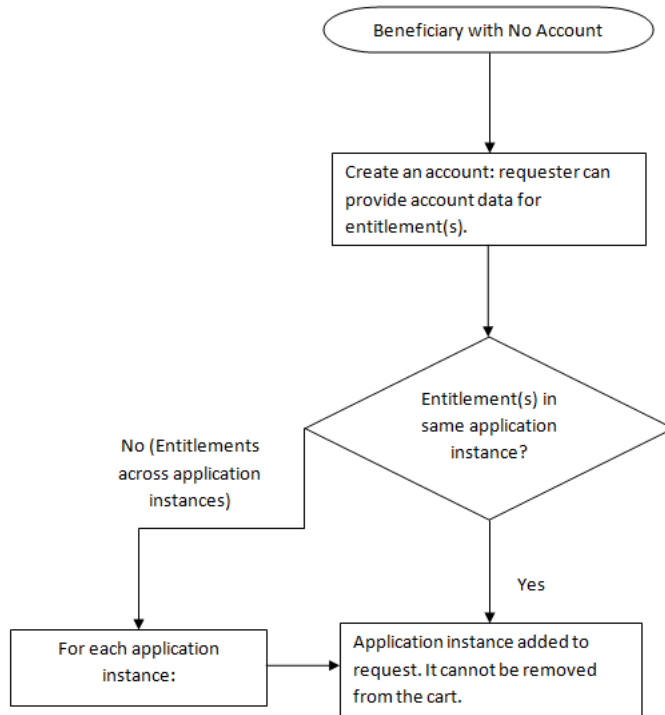 Beneficiary with No Account
Create an account: requester can
provide account data for
entitlement(s).
Entitlement(s) in
same application
instance?
No (Entitlements
across application
instances)
Yes
For each application
instance:
Application instance added to
request. It cannot be removed
from the cart.